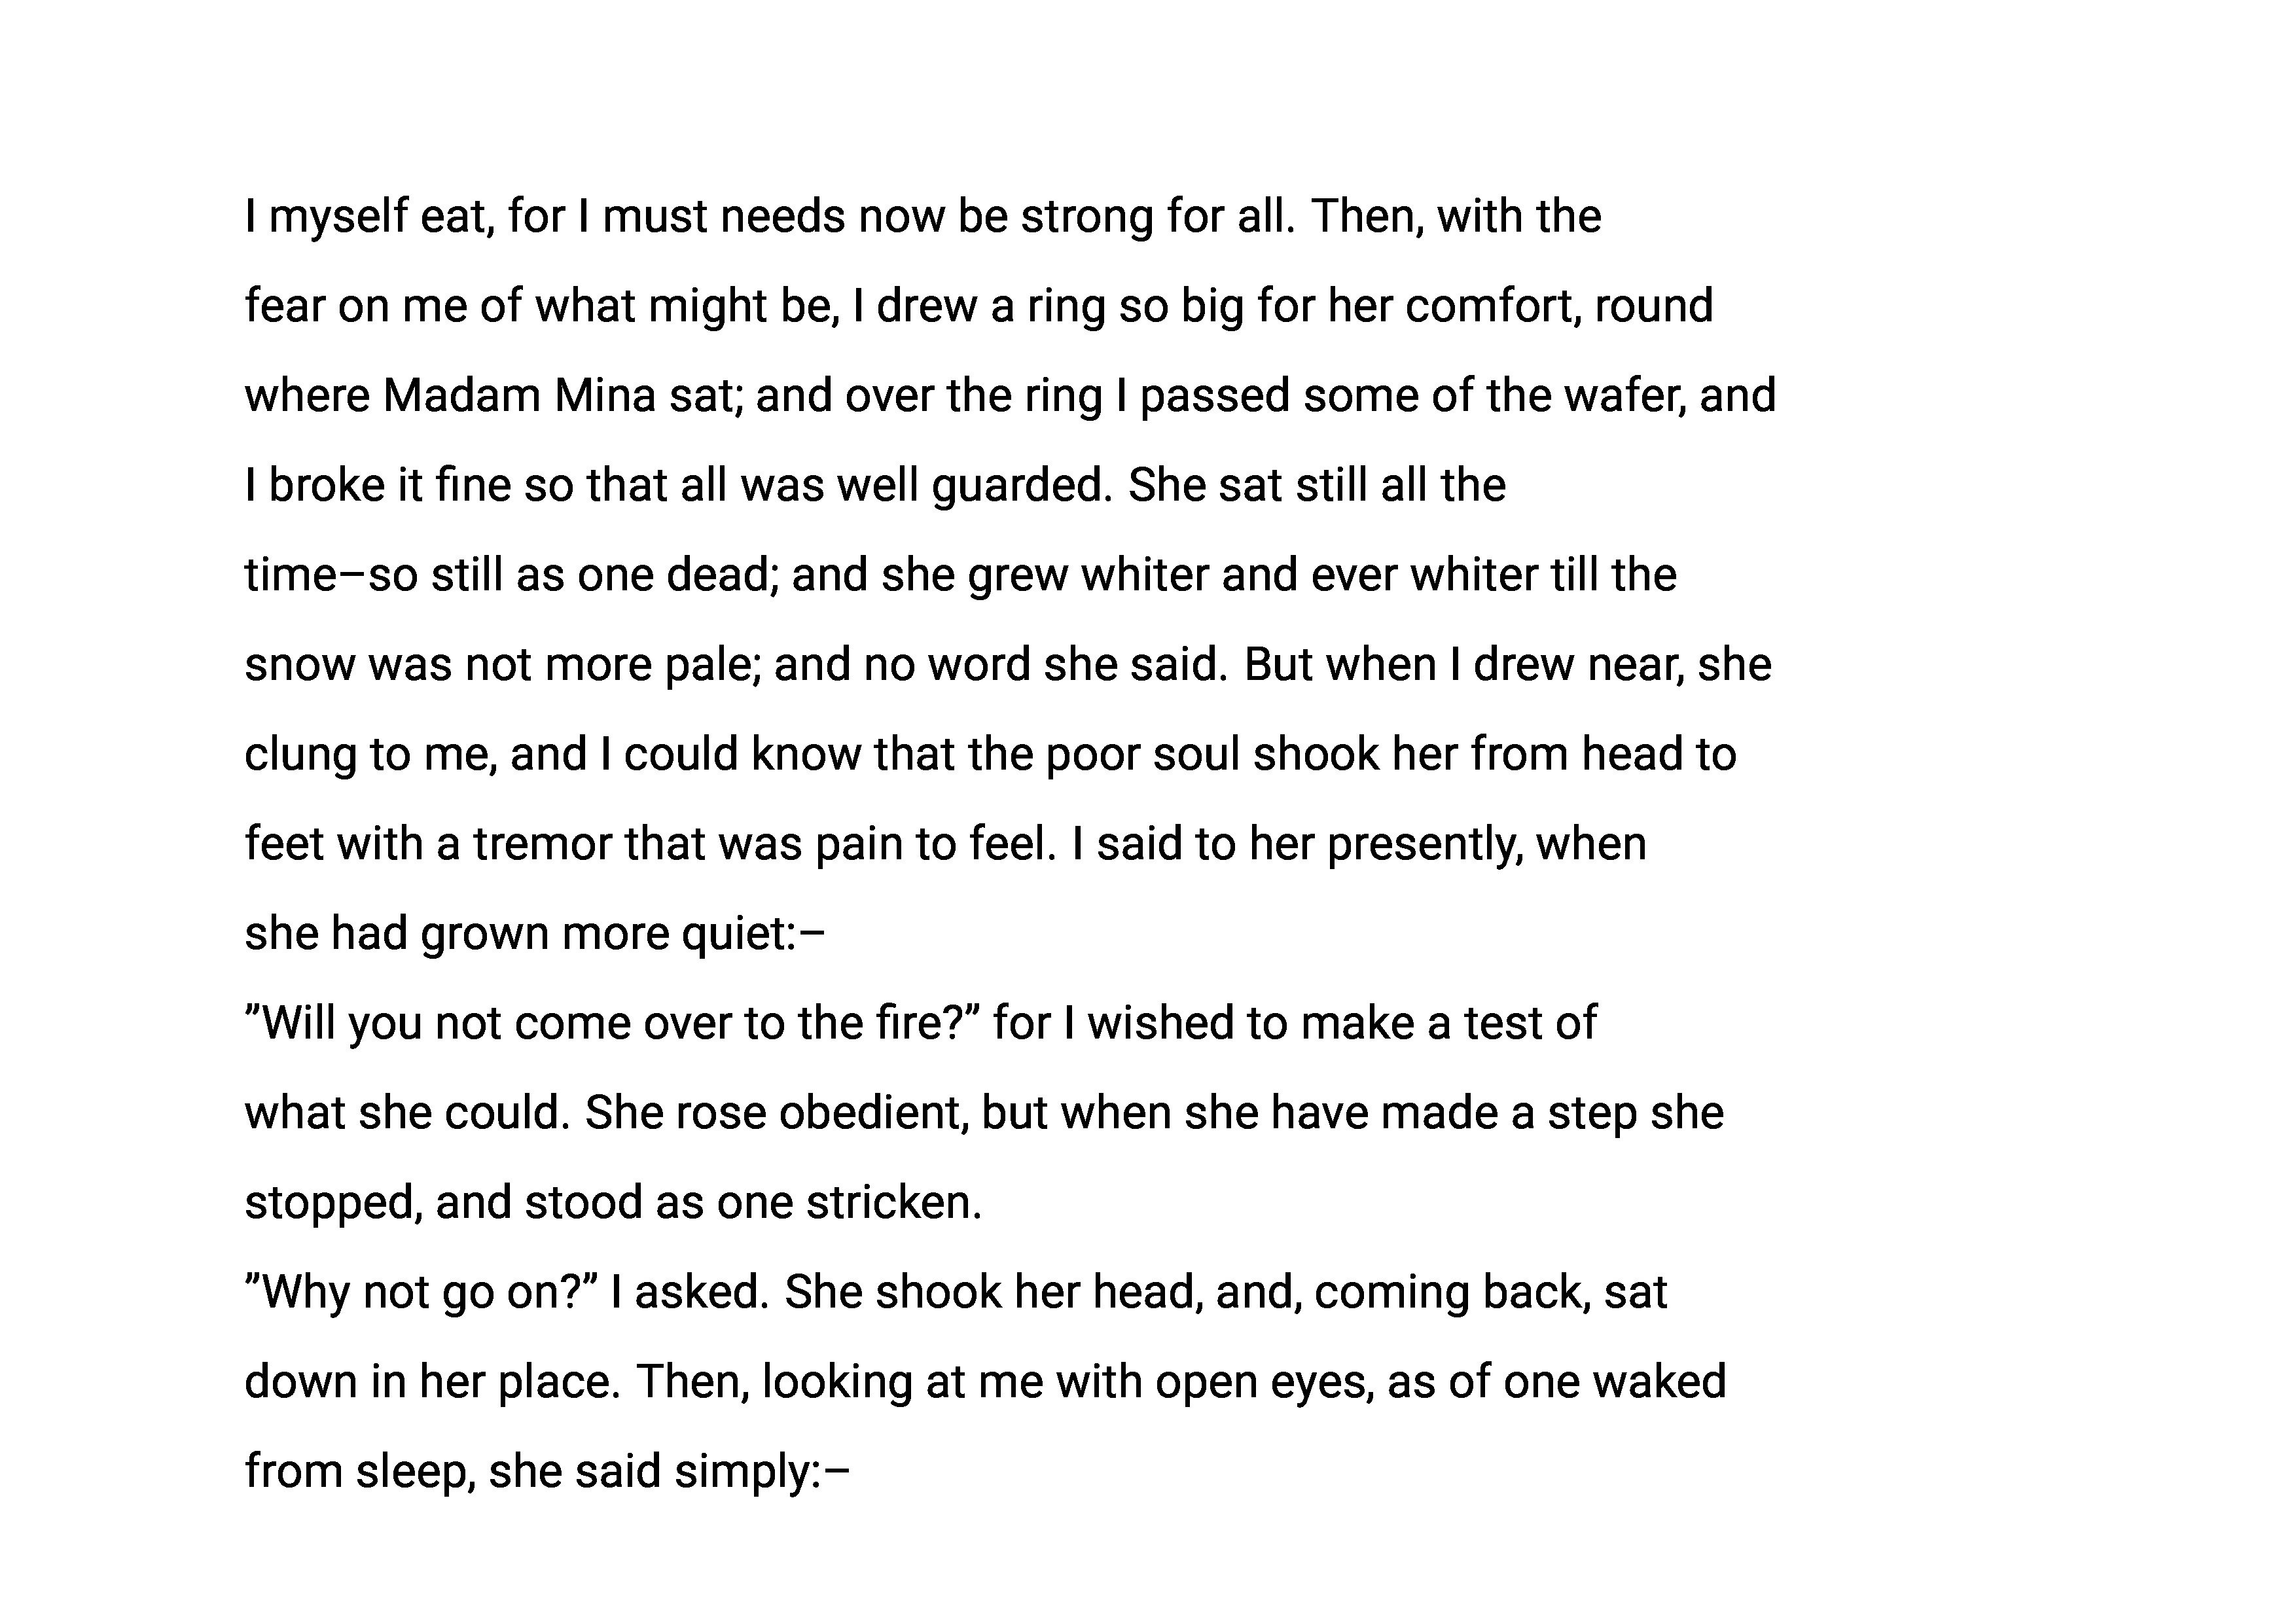 I myself eat, for I must needs now be strong for all. Then, with the
fear on me of what might be, I drew a ring so big for her comfort, round
where Madam Mina sat; and over the ring I passed some of the wafer, and
I broke it fine so that all was well guarded. She sat still all the
time–so still as one dead; and she grew whiter and ever whiter till the
snow was not more pale; and no word she said. But when I drew near, she
clung to me, and I could know that the poor soul shook her from head to
feet with a tremor that was pain to feel. I said to her presently, when
she had grown more quiet:–
”Will you not come over to the fire?” for I wished to make a test of
what she could. She rose obedient, but when she have made a step she
stopped, and stood as one stricken.
”Why not go on?” I asked. She shook her head, and, coming back, sat
down in her place. Then, looking at me with open eyes, as of one waked
from sleep, she said simply:–